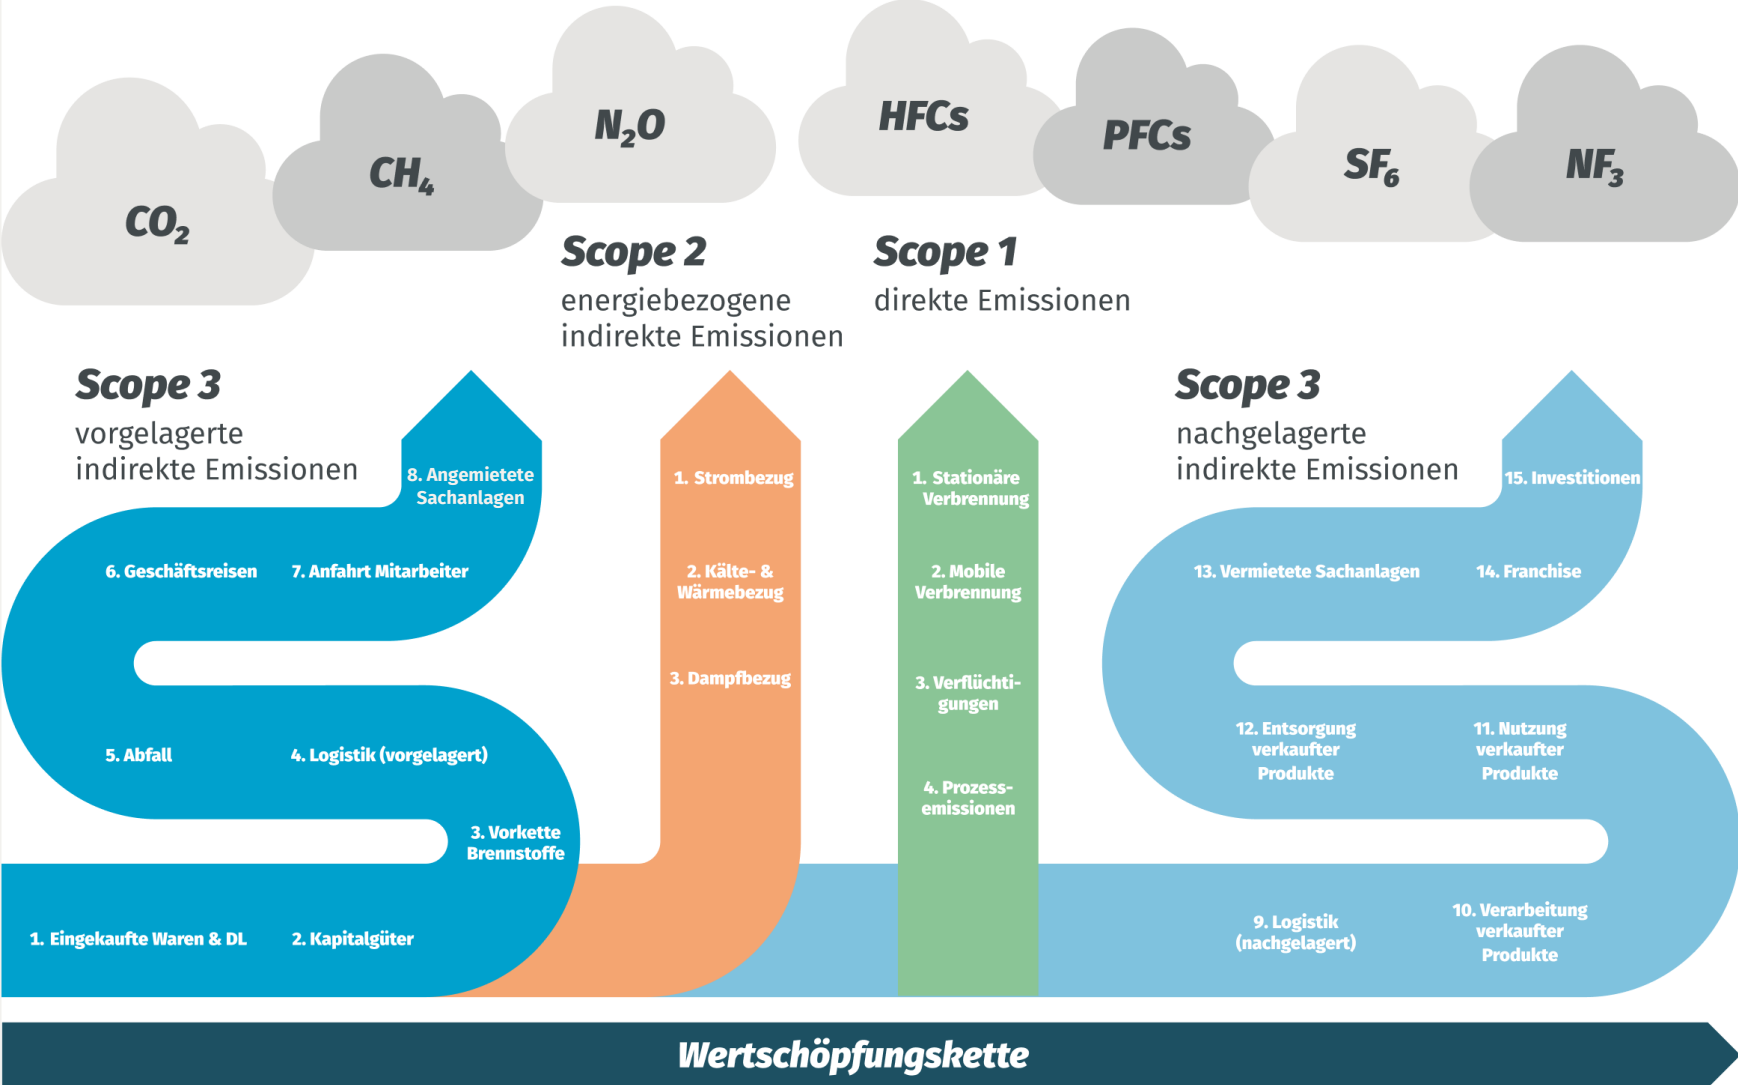 CO₂
CH₄
N₂O
HFCs
PFCs
SF₆
NF₃
Scope 3
vorgelagerte
indirekte Emissionen
Scope 2
energiebezogene
indirekte Emissionen
Scope 1
direkte Emissionen
Scope 3
nachgelagerte
indirekte Emissionen
8. Angemietete
Sachanlagen
6. Geschäftsreisen
7. Anfahrt Mitarbeiter
5. Abfall
4. Logistik (vorgelagert)
3. Vorkette
Brennstoffe
1. Eingekaufte Waren & DL
2. Kapitalgüter
1. Strombezug
2. Kälte- &
Wärmebezug
3. Dampfbezug
1. Stationäre
Verbrennung
2. Mobile
Verbrennung
3. Verflüchti-
gungen
4. Prozess-
emissionen
15. Investitionen
13. Vermietete Sachanlagen
14. Franchise
12. Entsorgung
verkaufter
Produkte
11. Nutzung
verkaufter
Produkte
9. Logistik
(nachgelagert)
10. Verarbeitung
verkaufter
Produkte
Wertschöpfungskette